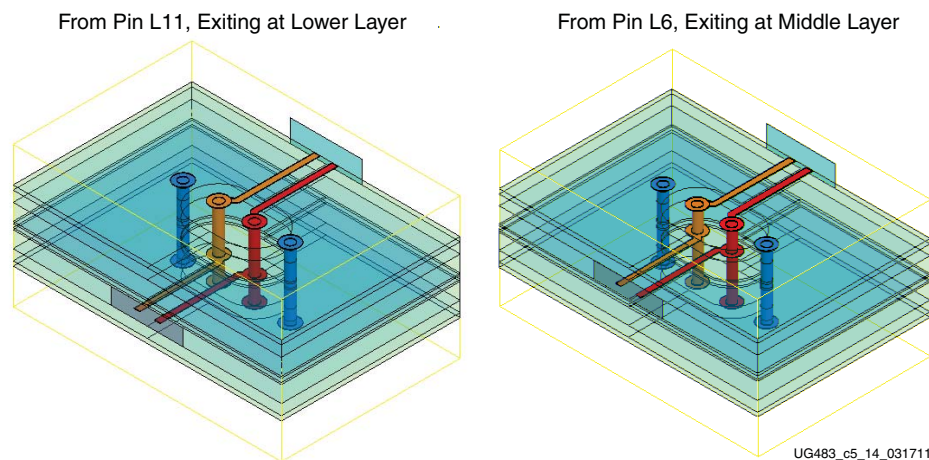 From Pin L11, Exiting at Lower Layer
From Pin L6, Exiting at Middle Layer
UG483_c5_14_031711